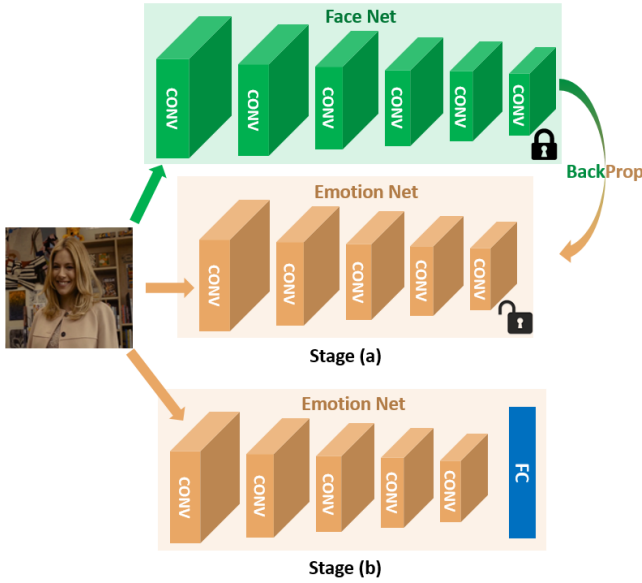 Face Net
CONV
CONV
CONV
CONV
CONV
CONV
BackProp
Emotion Net
CONV
CONV
CONV
CONV
CONV
Stage (a)
Emotion Net
CONV
CONV
CONV
CONV
CONV
FC
Stage (b)